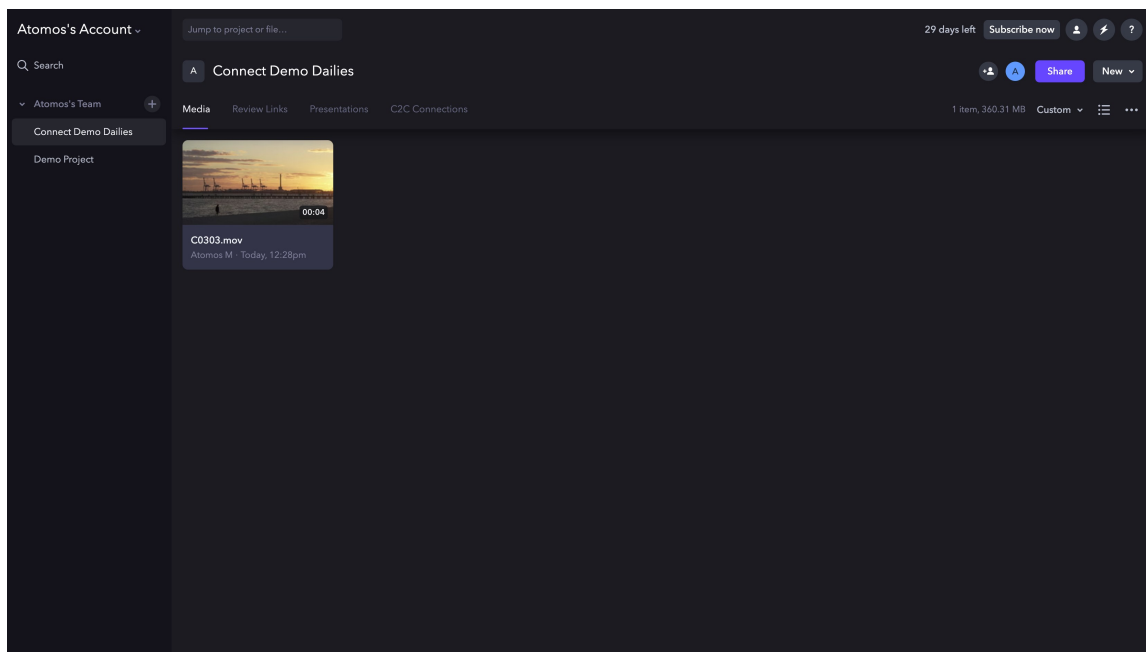 Atomos's Account
Jump to project or file...
29 days left
Subscribe now
?
Search
A
Connect Demo Dailies
A
Share
New
Atomos's Team
Media
Review Links
Presentations
C2C Connections
1 item, 360.31 MB
Custom
Connect Demo Dailies
Demo Project
00:04
C0303.mov
Atomos M · Today, 12:28pm